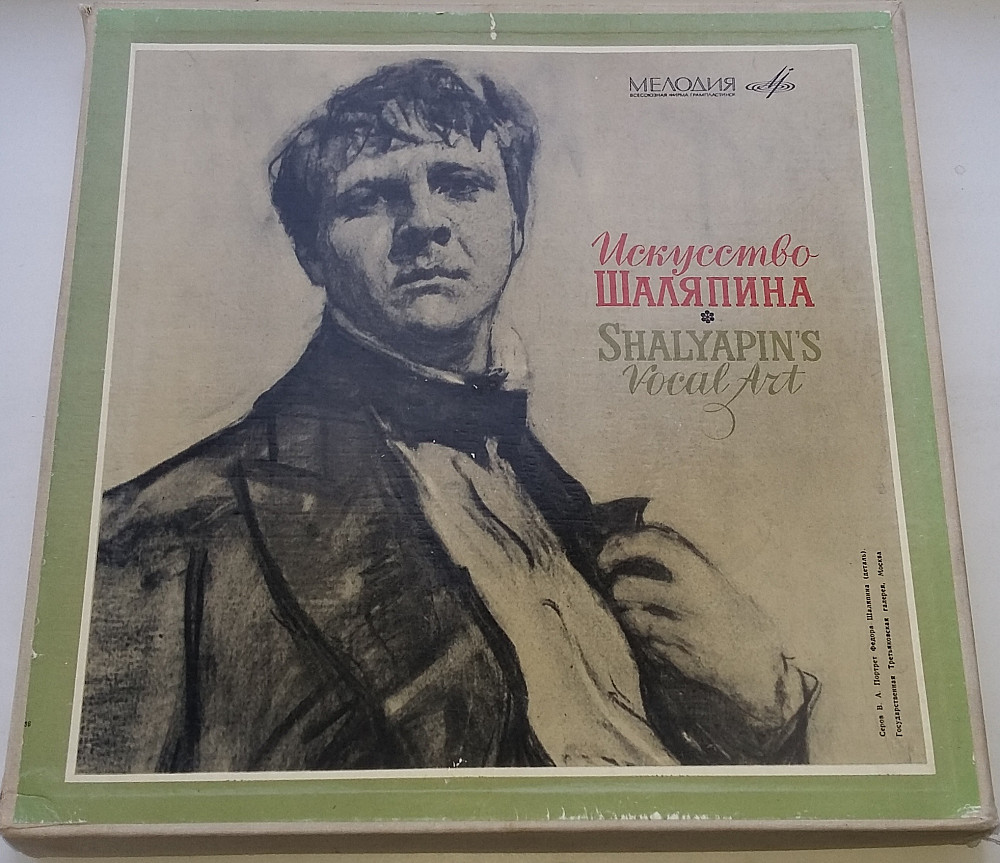 МЕЛОДИЯ
ВСЕСОЮЗНАЯ ФИРМА ГРАМПЛАСТИНОК
Искусство
ШАЛЯПИНА
SHALYAPIN'S
Vocal Art
Серов В. А. Портрет Федора Шаляпина (деталь).
Государственная Третьяковская галерея, Москва